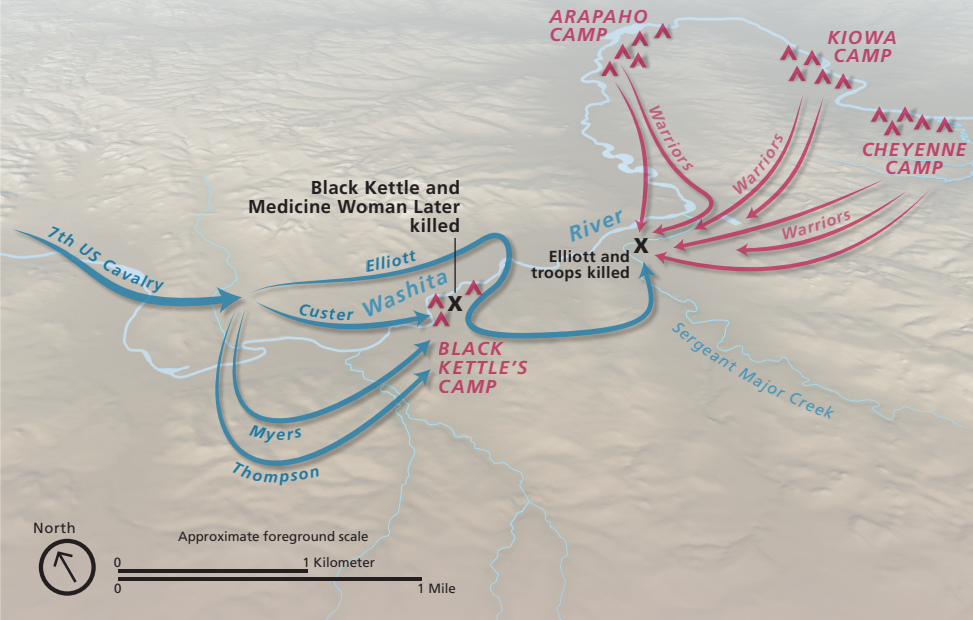 ARAPAHO
CAMP
KIOWA
CAMP
CHEYENNE
CAMP
Warriors
Warriors
Warriors
Black Kettle and
Medicine Woman Later
killed
River
X
Elliott and
troops killed
7th US Cavalry
Elliott
Washita
Custer
X
BLACK
KETTLE'S
CAMP
Sergeant Major Creek
Myers
Thompson
North
Approximate foreground scale
0
1 Kilometer
0
1 Mile